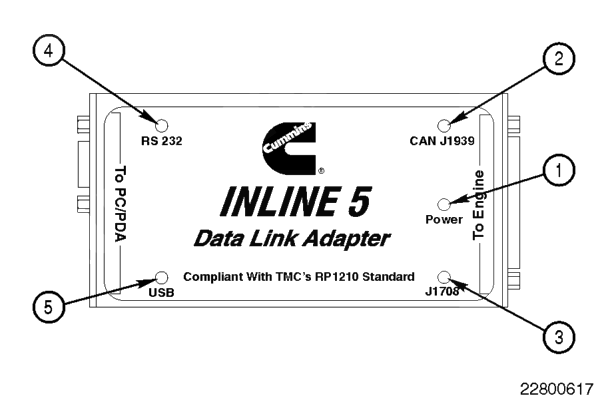 4
2
RS 232
Cummins
®
CAN J1939
1
To PC/PDA
INLINE 5
Power
To Engine
Data Link Adapter
Compliant With TMC's RP1210 Standard
USB
J1708
5
3
22800617